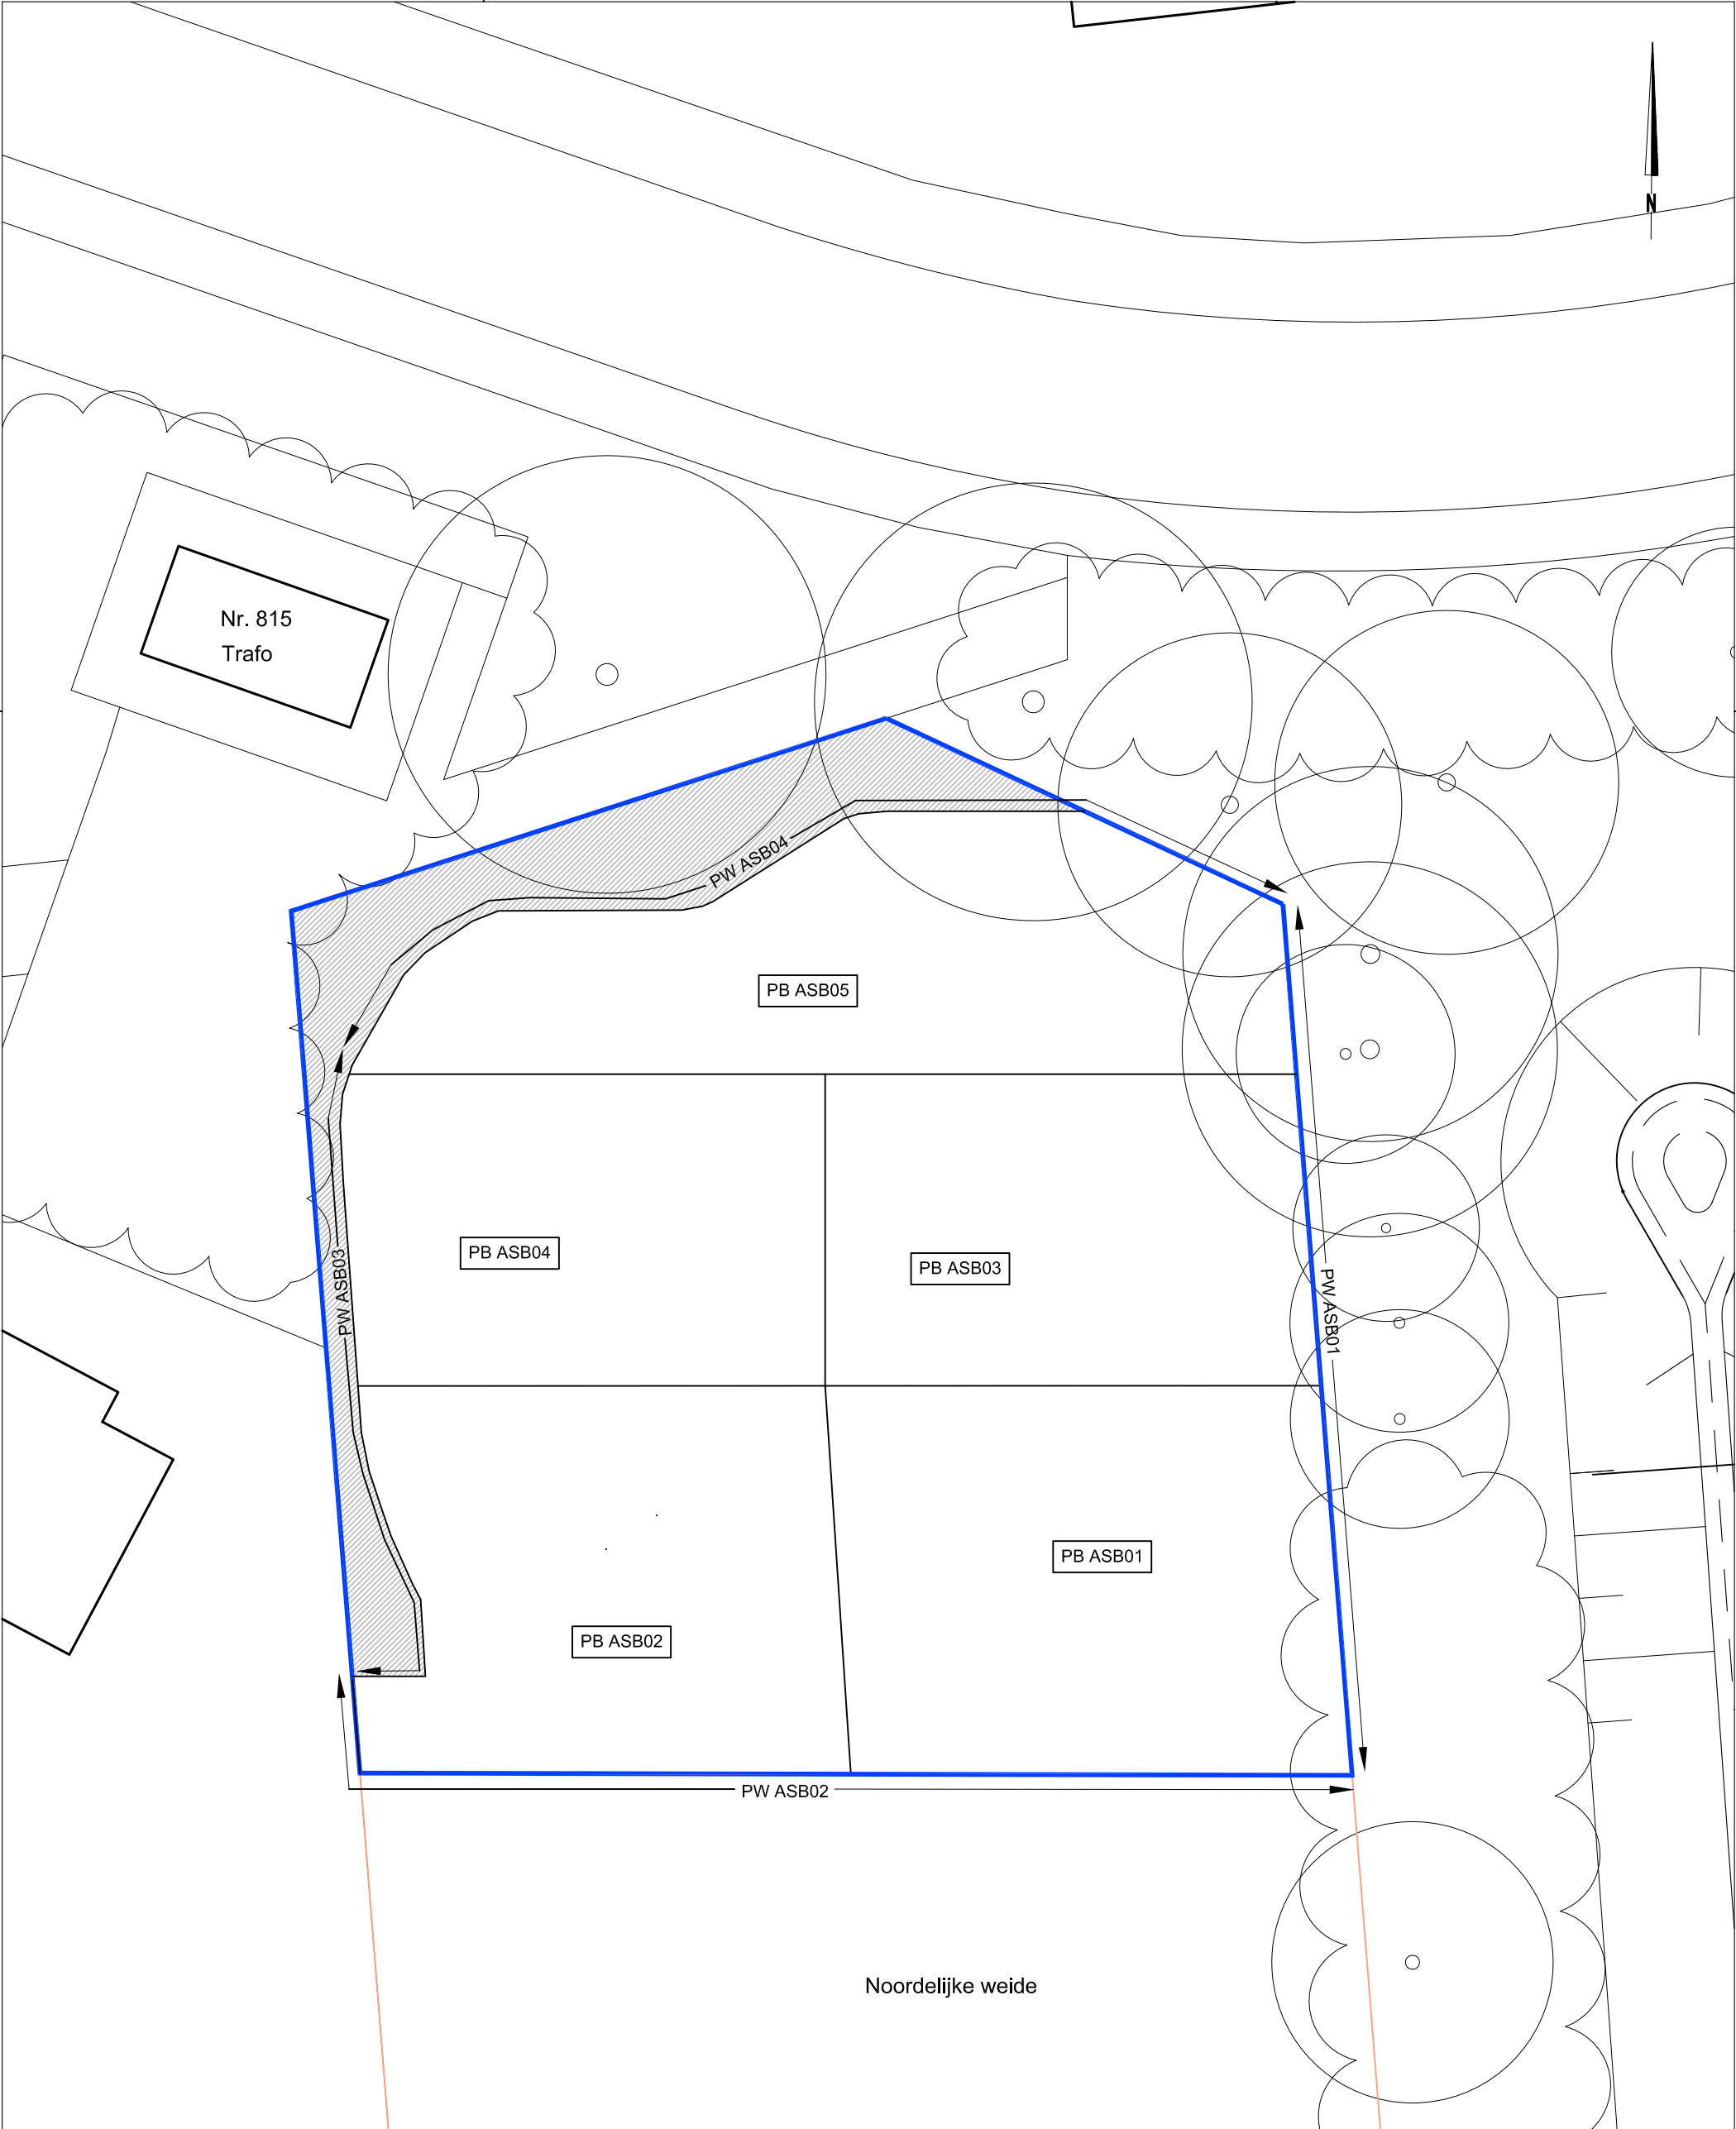 N
Nr. 815
Trafo
PW ASB04
PB ASB05
PB ASB04
PB ASB03
PW ASB03
PW ASB01
PB ASB01
PB ASB02
PW ASB02
Noordelijke weide